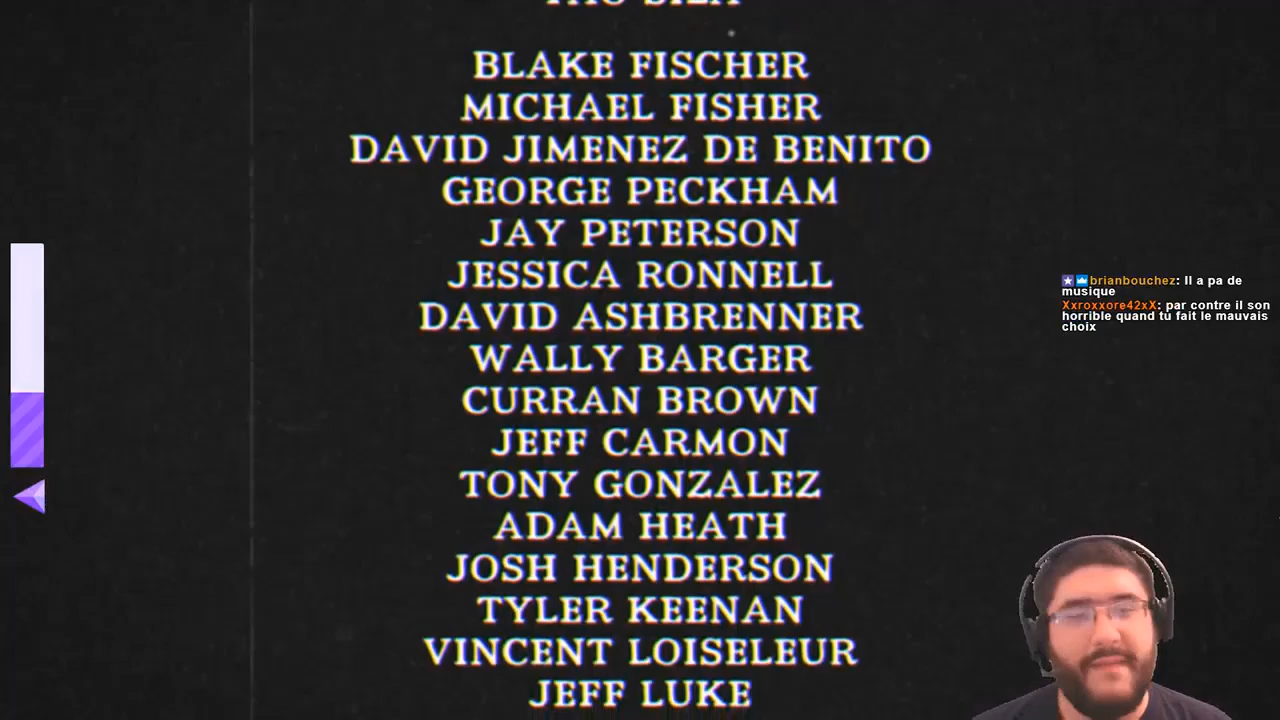 BLAKE FISCHER
MICHAEL FISHER
DAVID JIMENEZ DE BENITO
GEORGE PECKHAM
JAY PETERSON
JESSICA RONNELL
DAVID ASHBRENNER
WALLY BARGER
CURRAN BROWN
JEFF CARMON
TONY GONZALEZ
ADAM HEATH
JOSH HENDERSON
TYLER KEENAN
VINCENT LOISELEUR
JEFF LUKE
brianbouchez: Il a pa de
musique
Xxroxxore42xX: par contre il son
horrible quand tu fait le mauvais
choix